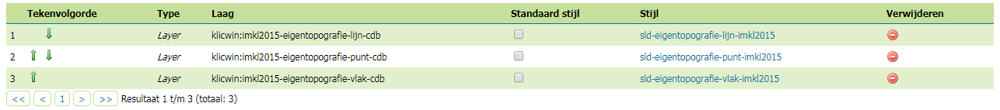 Tekenvolgorde Type Laag Standaard stijl Stijl Verwijderen
1 Layer klicwin:imkl2015-eigentopografie-lijn-cdb sld-eigentopografie-lijn-imkl2015
2 Layer klicwin:imkl2015-eigentopografie-punt-cdb sld-eigentopografie-punt-imkl2015
3 Layer klicwin:imkl2015-eigentopografie-vlak-cdb sld-eigentopografie-vlak-imkl2015
<< < 1 > >> Resultaat 1 t/m 3 (totaal: 3)